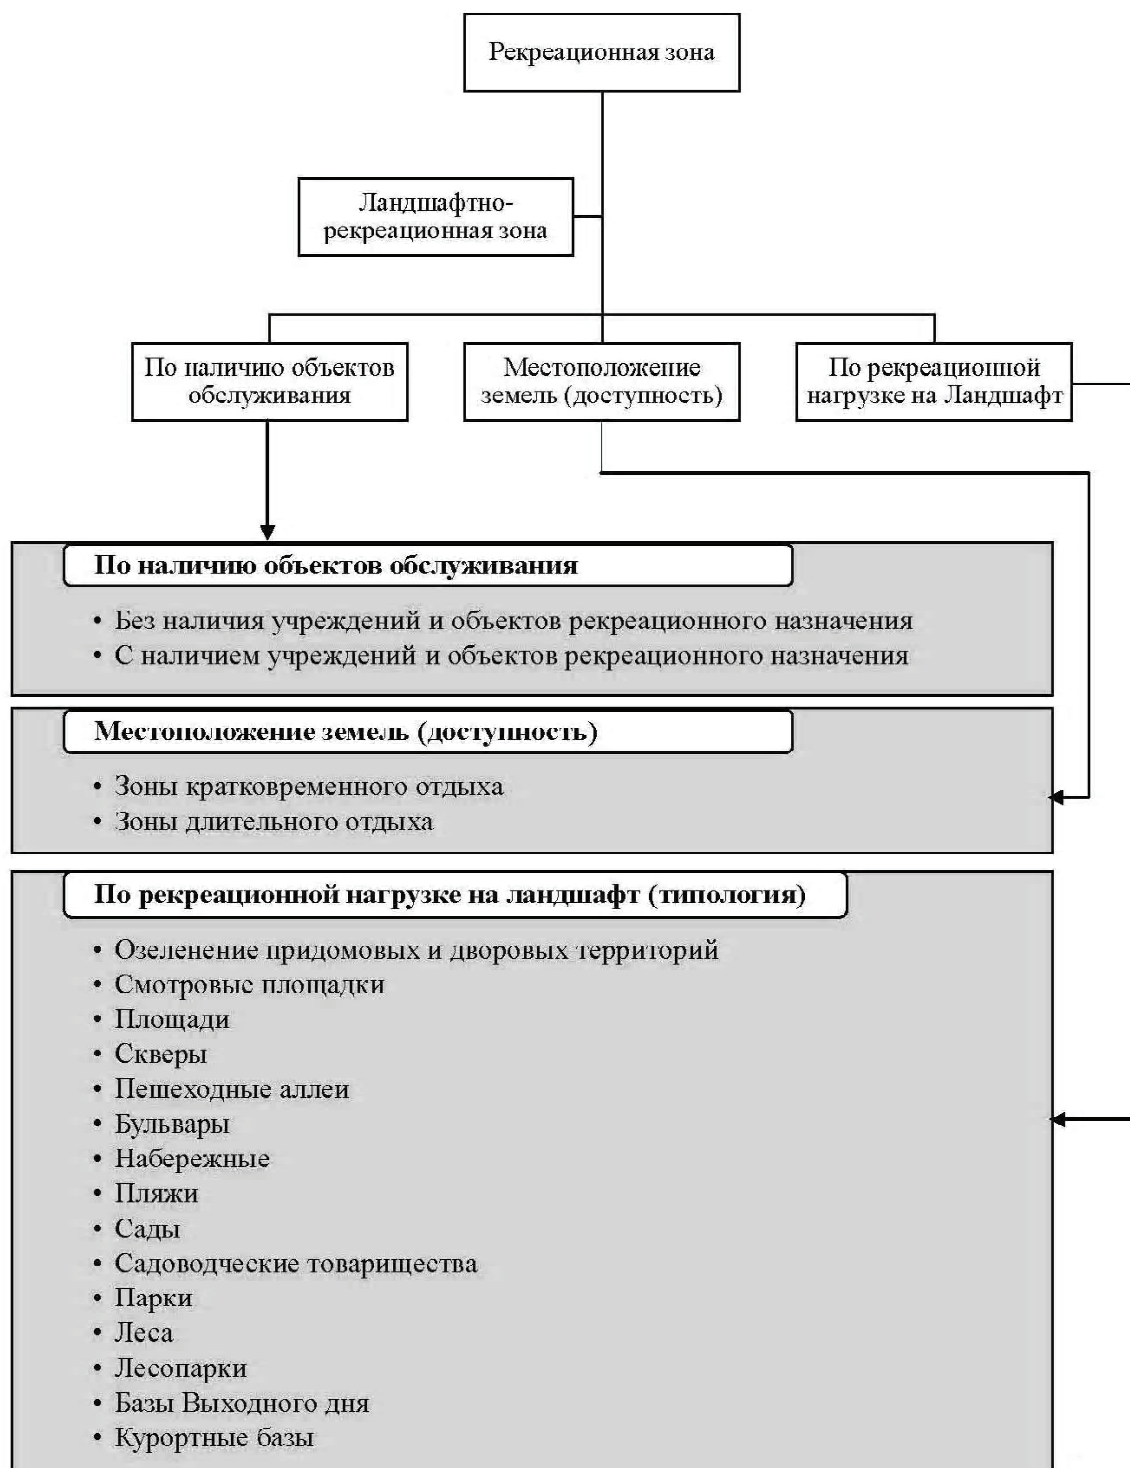 Рекреационная зона
Ландшафтно-
рекреационная зона
По наличию объектов
обслуживания
Местоположение
земель (доступность)
По рекреационной
нагрузке на Ландшафт
По наличию объектов обслуживания
• Без наличия учреждений и объектов рекреационного назначения
• С наличием учреждений и объектов рекреационного назначения
Местоположение земель (доступность)
• Зоны кратковременного отдыха
• Зоны длительного отдыха
По рекреационной нагрузке на ландшафт (типология)
• Озеленение придомовых и дворовых территорий
• Смотровые площадки
• Площади
• Скверы
• Пешеходные аллеи
• Бульвары
• Набережные
• Пляжи
• Сады
• Садоводческие товарищества
• Парки
• Леса
• Лесопарки
• Базы Выходного дня
• Курортные базы